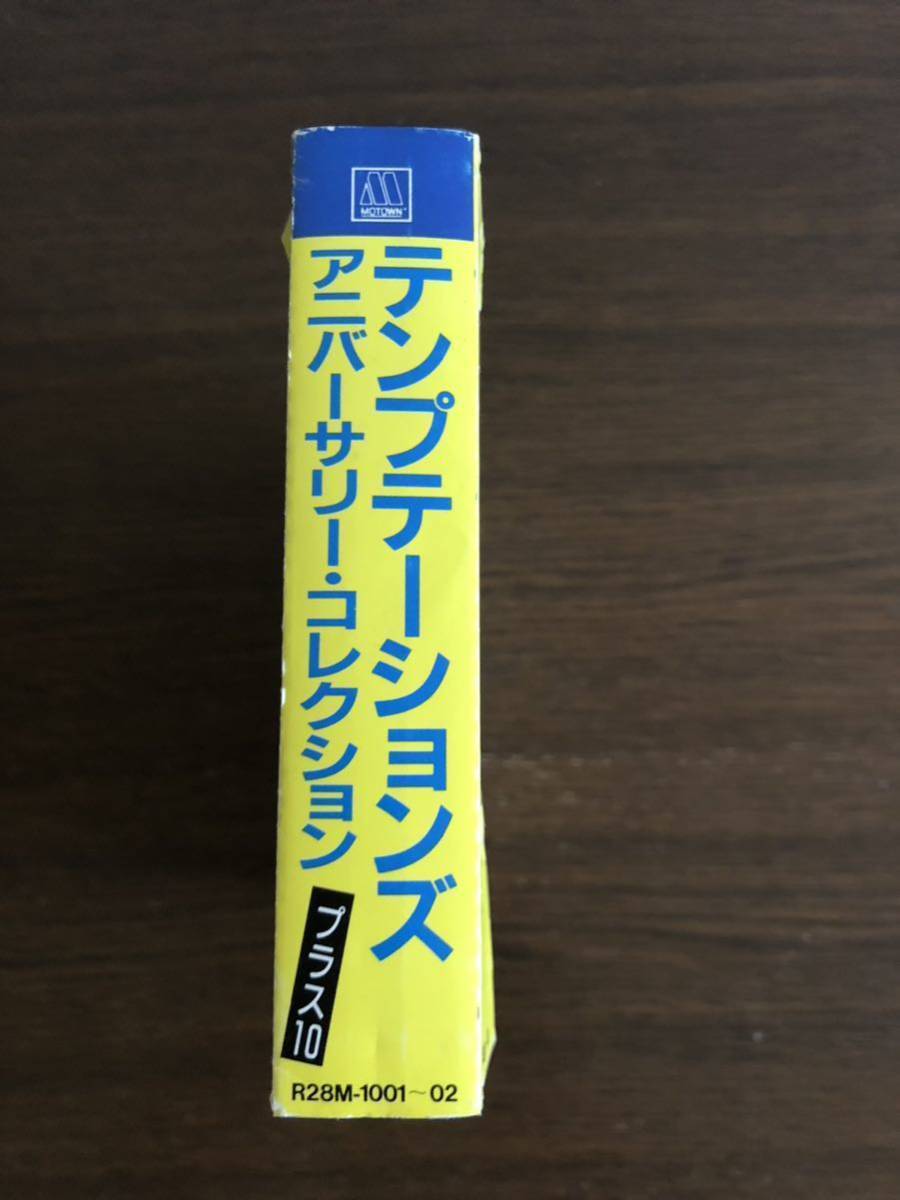 MOTOWN
テンプテーションズ
アニバーサリー・コレクション
プラス10
R28M-1001~02